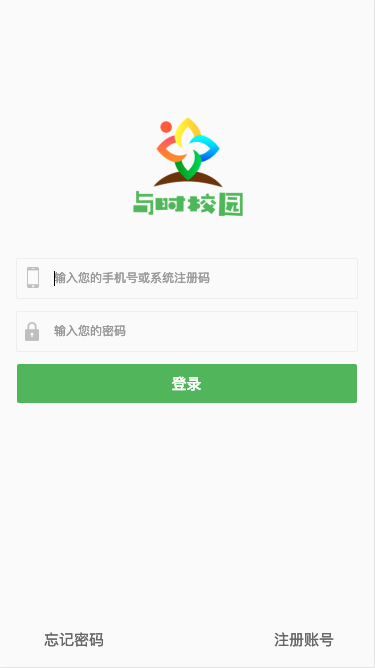 与时校园
输入您的手机号或系统注册码
输入您的密码
登录
忘记密码
注册账号